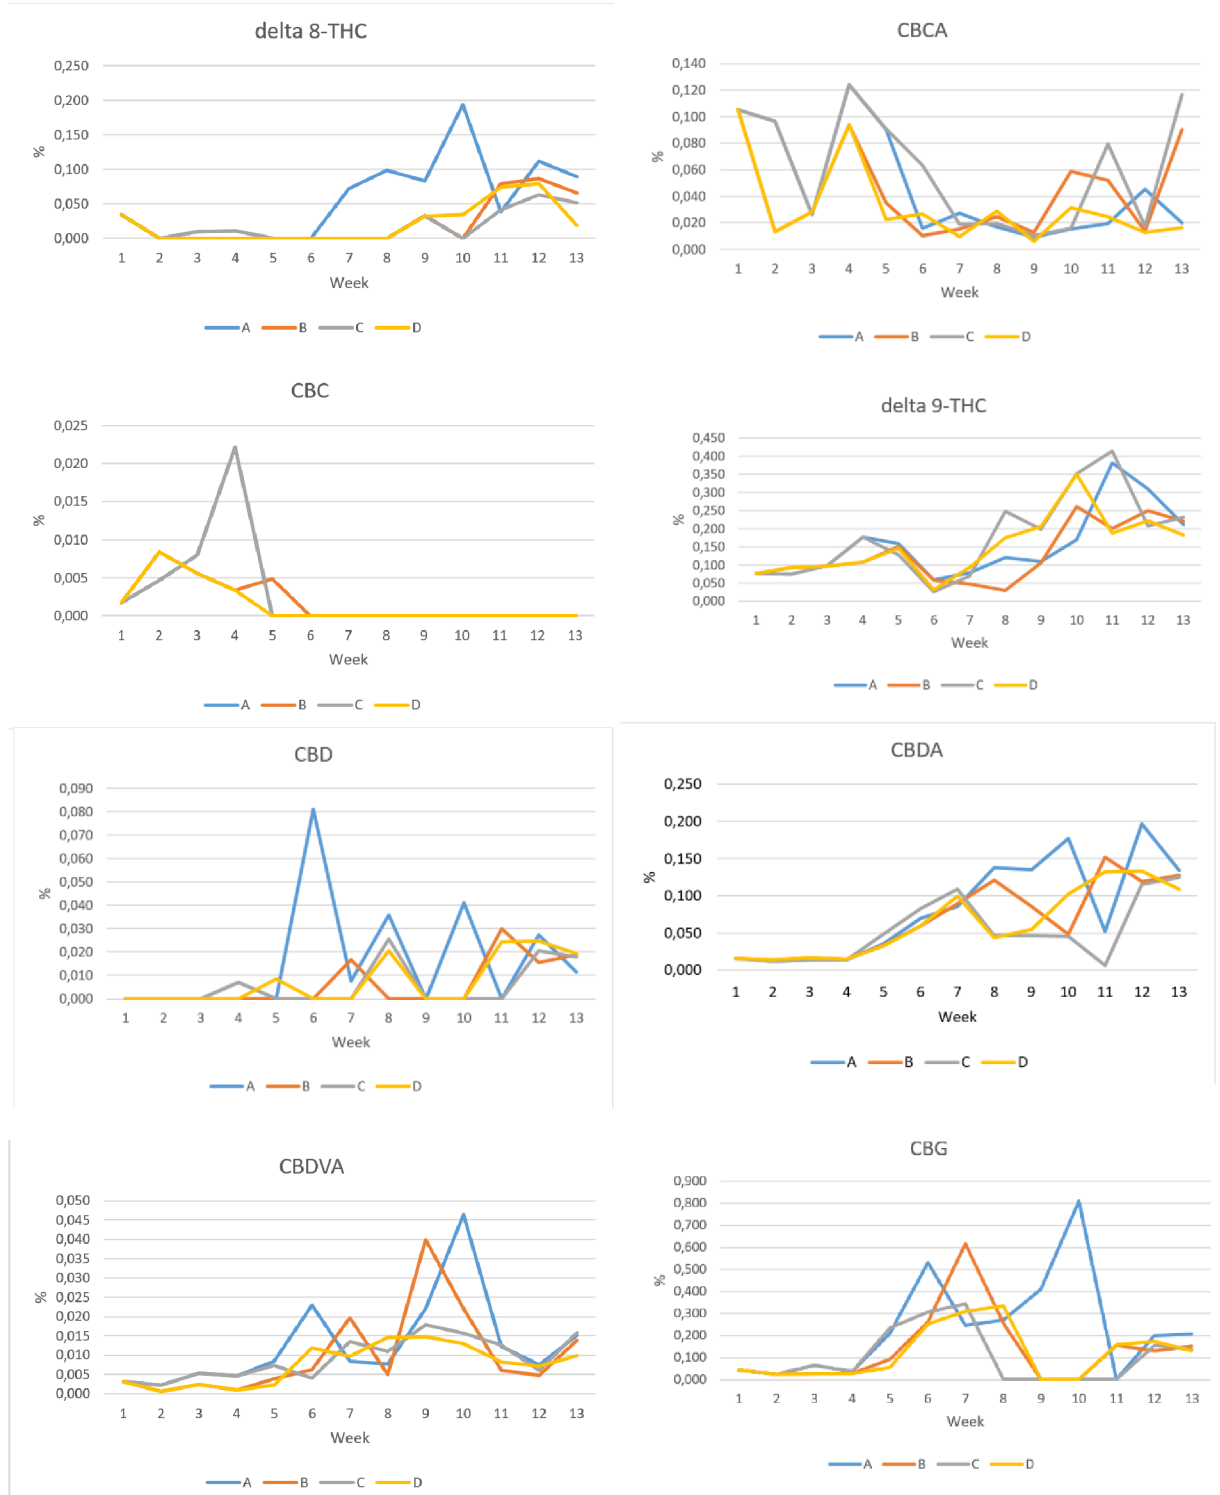 delta 8-THC
0,250
0,200
0,150
0,100
0,050
0,000
%
1 2 3 4 5 6 7 8 9 10 11 12 13
Week
A B C D
CBCA
0,140
0,120
0,100
0,080
0,060
0,040
0,020
0,000
%
1 2 3 4 5 6 7 8 9 10 11 12 13
Week
A B C D
CBC
0,025
0,020
0,015
0,010
0,005
0,000
%
1 2 3 4 5 6 7 8 9 10 11 12 13
Week
A B C D
delta 9-THC
0,450
0,400
0,350
0,300
0,250
0,200
0,150
0,100
0,050
0,000
%
1 2 3 4 5 6 7 8 9 10 11 12 13
Week
A B C D
CBD
0,090
0,080
0,070
0,060
0,050
0,040
0,030
0,020
0,010
0,000
%
1 2 3 4 5 6 7 8 9 10 11 12 13
Week
A B C D
CBDA
0,250
0,200
0,150
0,100
0,050
0,000
%
1 2 3 4 5 6 7 8 9 10 11 12 13
Week
A B C D
CBDVA
0,050
0,045
0,040
0,035
0,030
0,025
0,020
0,015
0,010
0,005
0,000
%
1 2 3 4 5 6 7 8 9 10 11 12 13
Week
A B C D
CBG
0,900
0,800
0,700
0,600
0,500
0,400
0,300
0,200
0,100
0,000
%
1 2 3 4 5 6 7 8 9 10 11 12 13
Week
A B C D